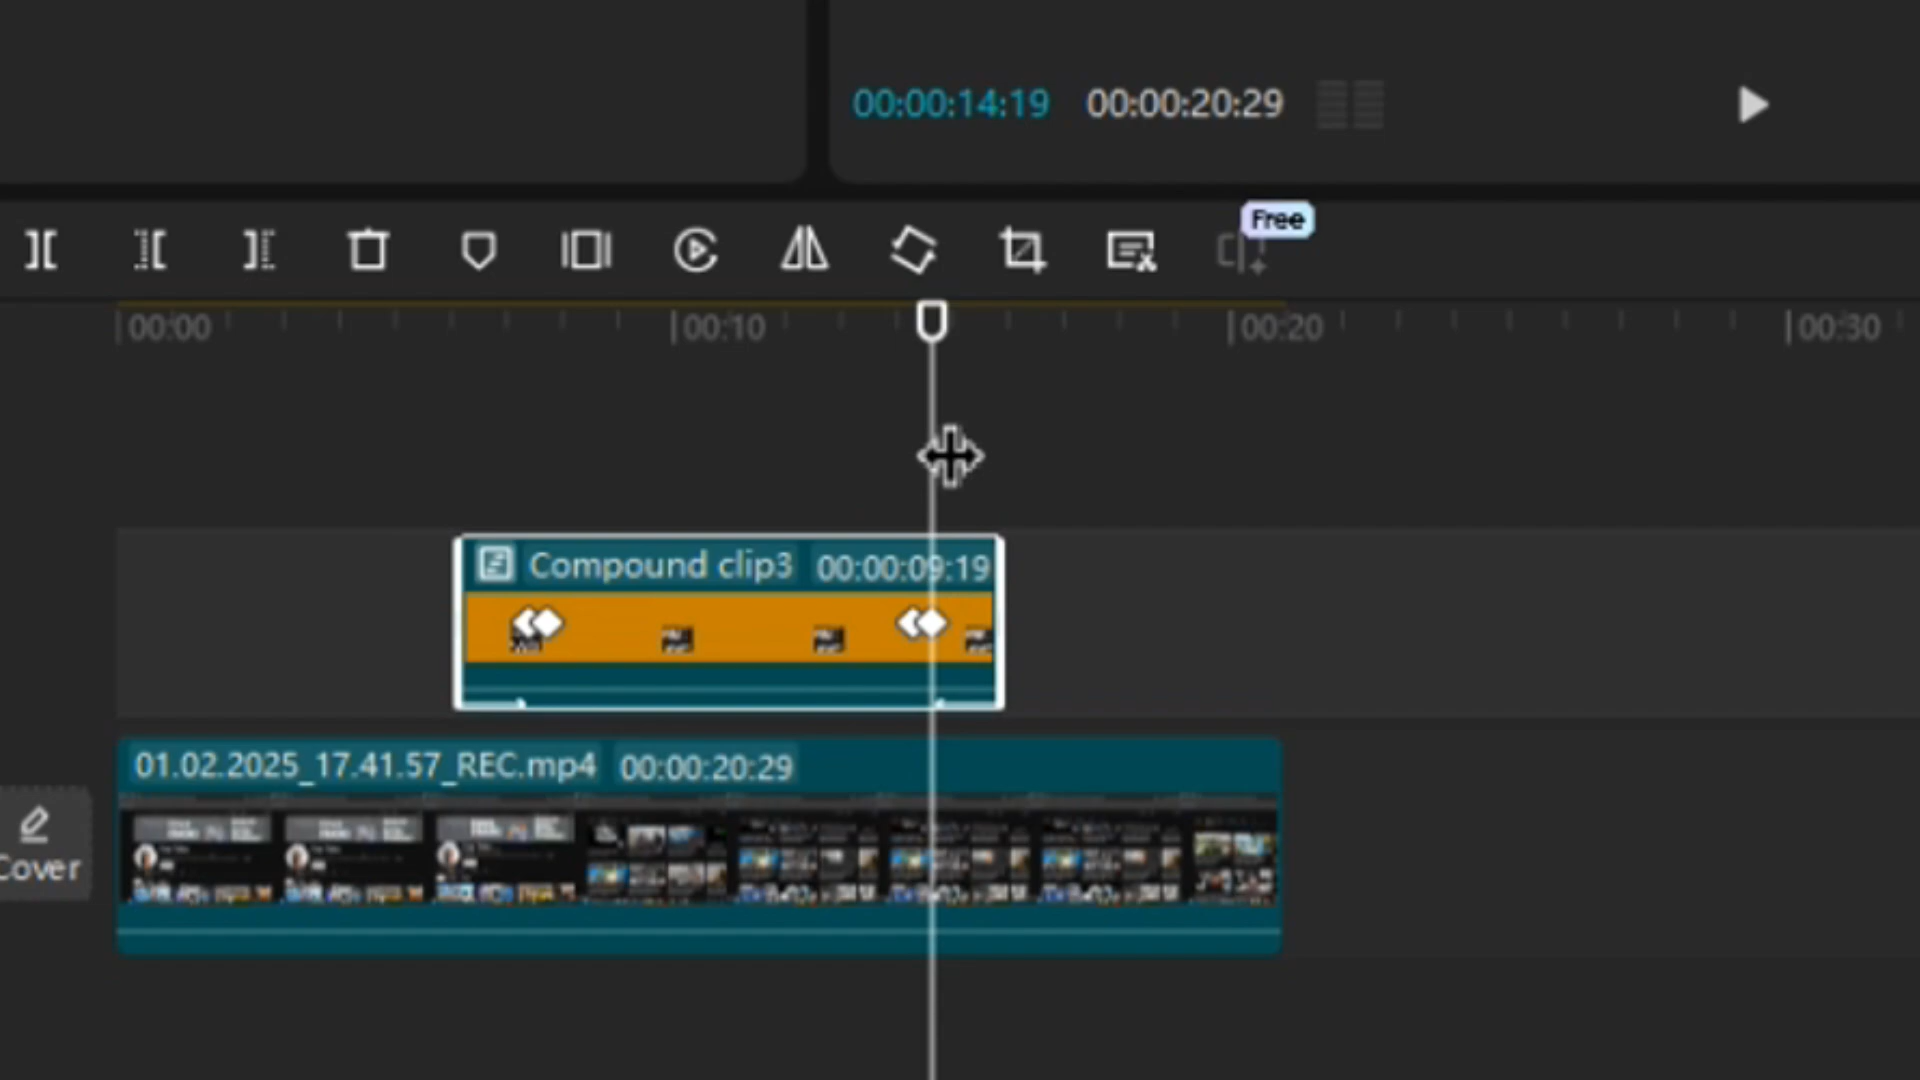 00:00:14:19 00:00:20:29
Free
00:00 00:10 00:20 00:30
Compound clip3 00:00:09:19
01.02.2025_17.41.57_REC.mp4 00:00:20:29
Cover